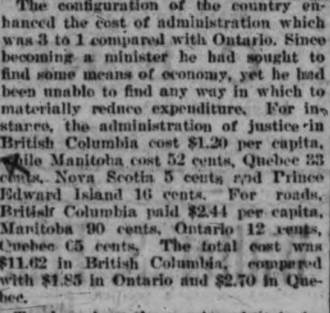 The configuration of the country en-
hanced the cost of administration which
was 3 to 1 compared with Ontario. Since
becoming a minister he had sought to
find some means of economy, yet he had
been unable to find any way in which to
materially reduce expenditure. For in-
stance, the administration of justice in
British Columbia cost $1.20 per capita,
while Manitoba cost 52 cents, Quebec 33
cents, Nova Scotia 5 cents and Prince
Edward Island 16 cents. For roads,
British Columbia paid $2.44 per capita,
Manitoba 90 cents, Ontario 12 cents,
Quebec 65 cents. The total cost was
$11.62 in British Columbia, compared
with $1.85 in Ontario and $2.70 in Que-
bec.